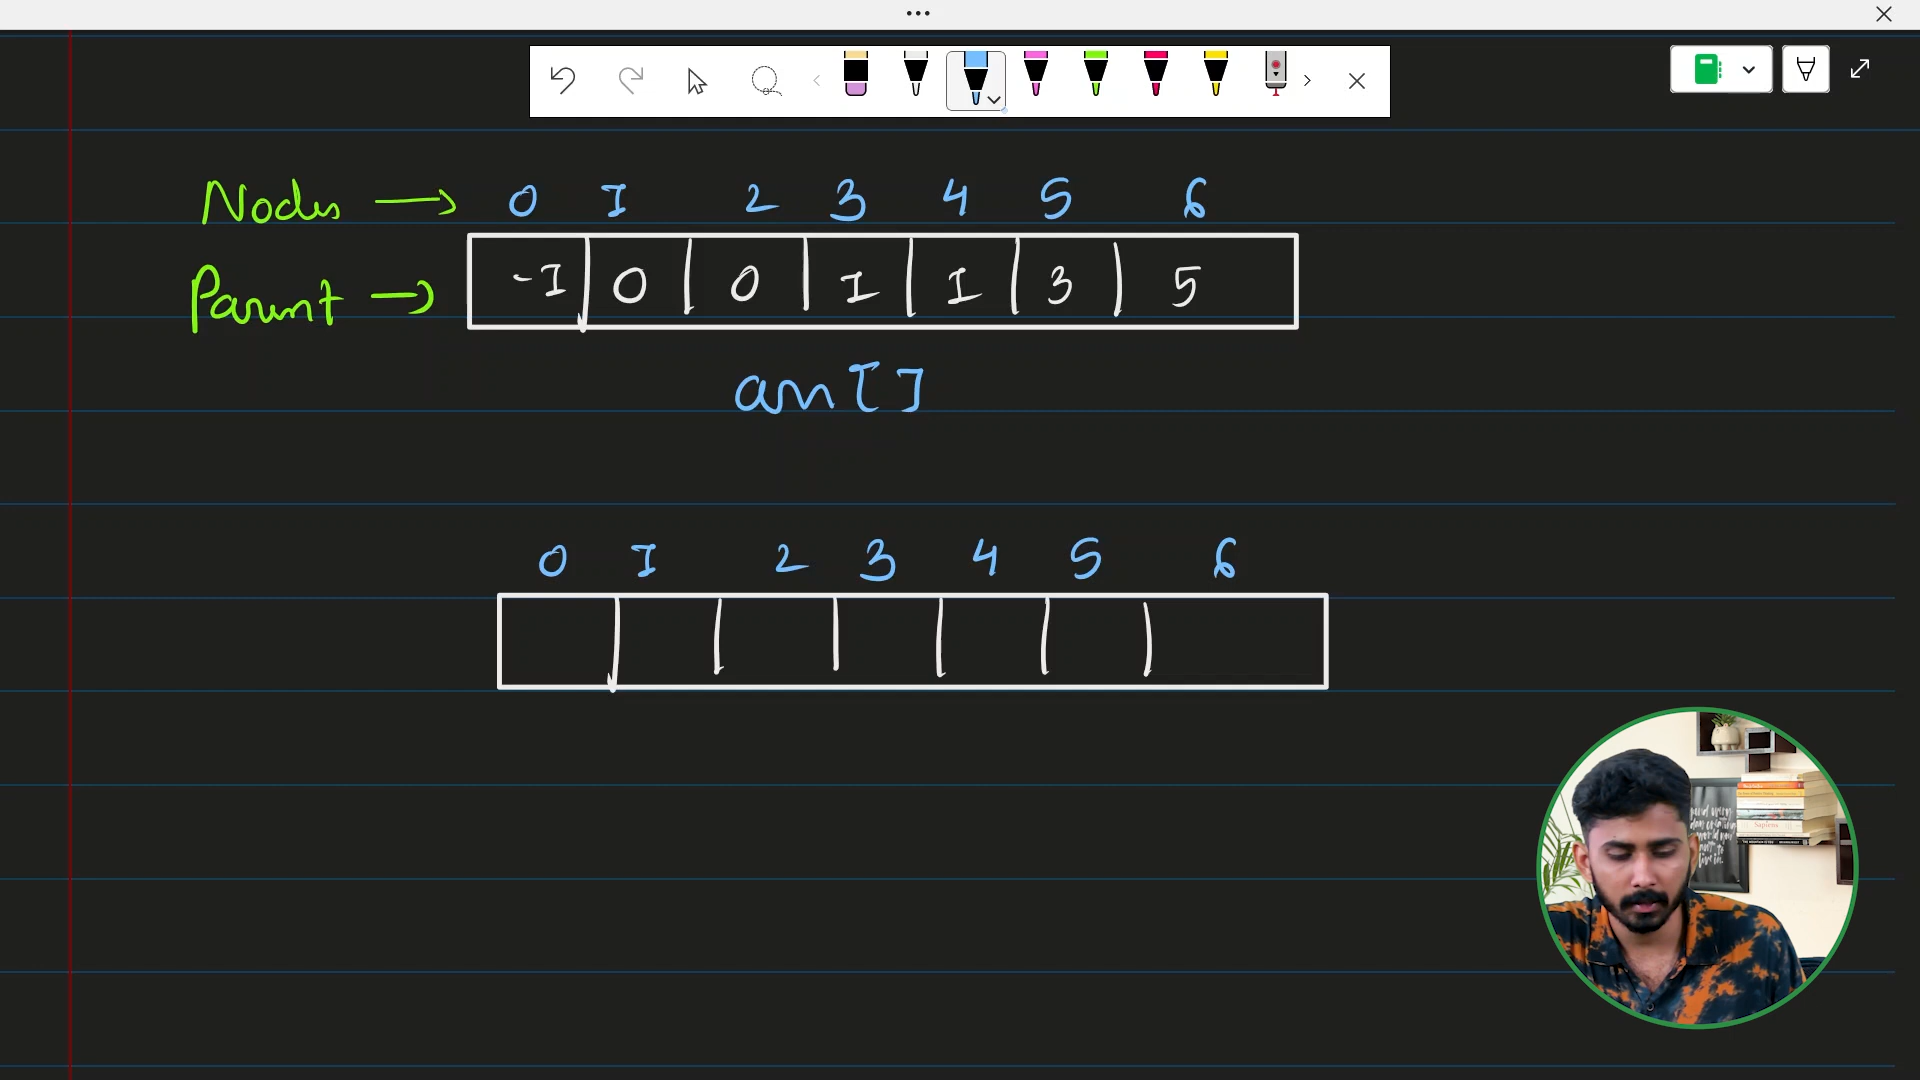 Nodes → 0 1 2 3 4 5 6
Parent → -1 0 0 1 1 3 5
arr[]
0 1 2 3 4 5 6